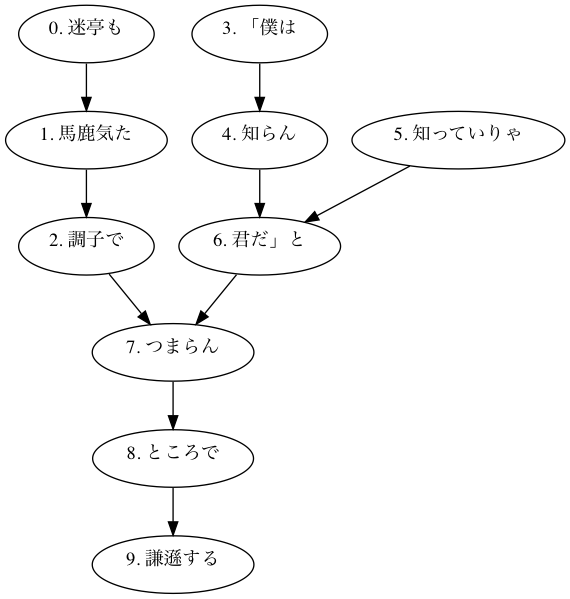 0. 迷亭も
3. 「僕は
1. 馬鹿気た
4. 知らん
5. 知っていりゃ
2. 調子で
6. 君だ」と
7. つまらん
8. ところで
9. 謙遜する